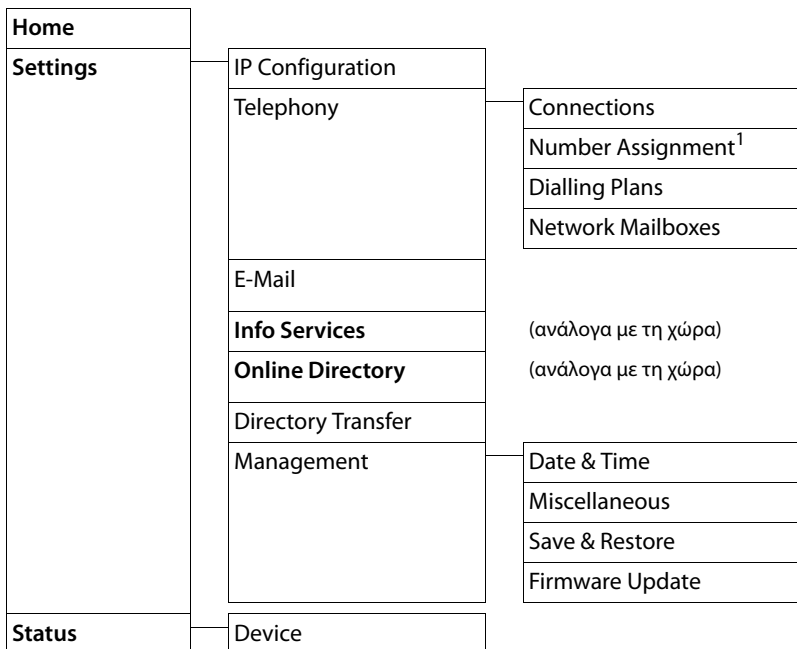 Home
Settings IP Configuration
Telephony Connections
Number Assignment1
Dialling Plans
Network Mailboxes
E-Mail
Info Services (ανάλογα με τη χώρα)
Online Directory (ανάλογα με τη χώρα)
Directory Transfer
Management Date & Time
Miscellaneous
Save & Restore
Firmware Update
Status Device